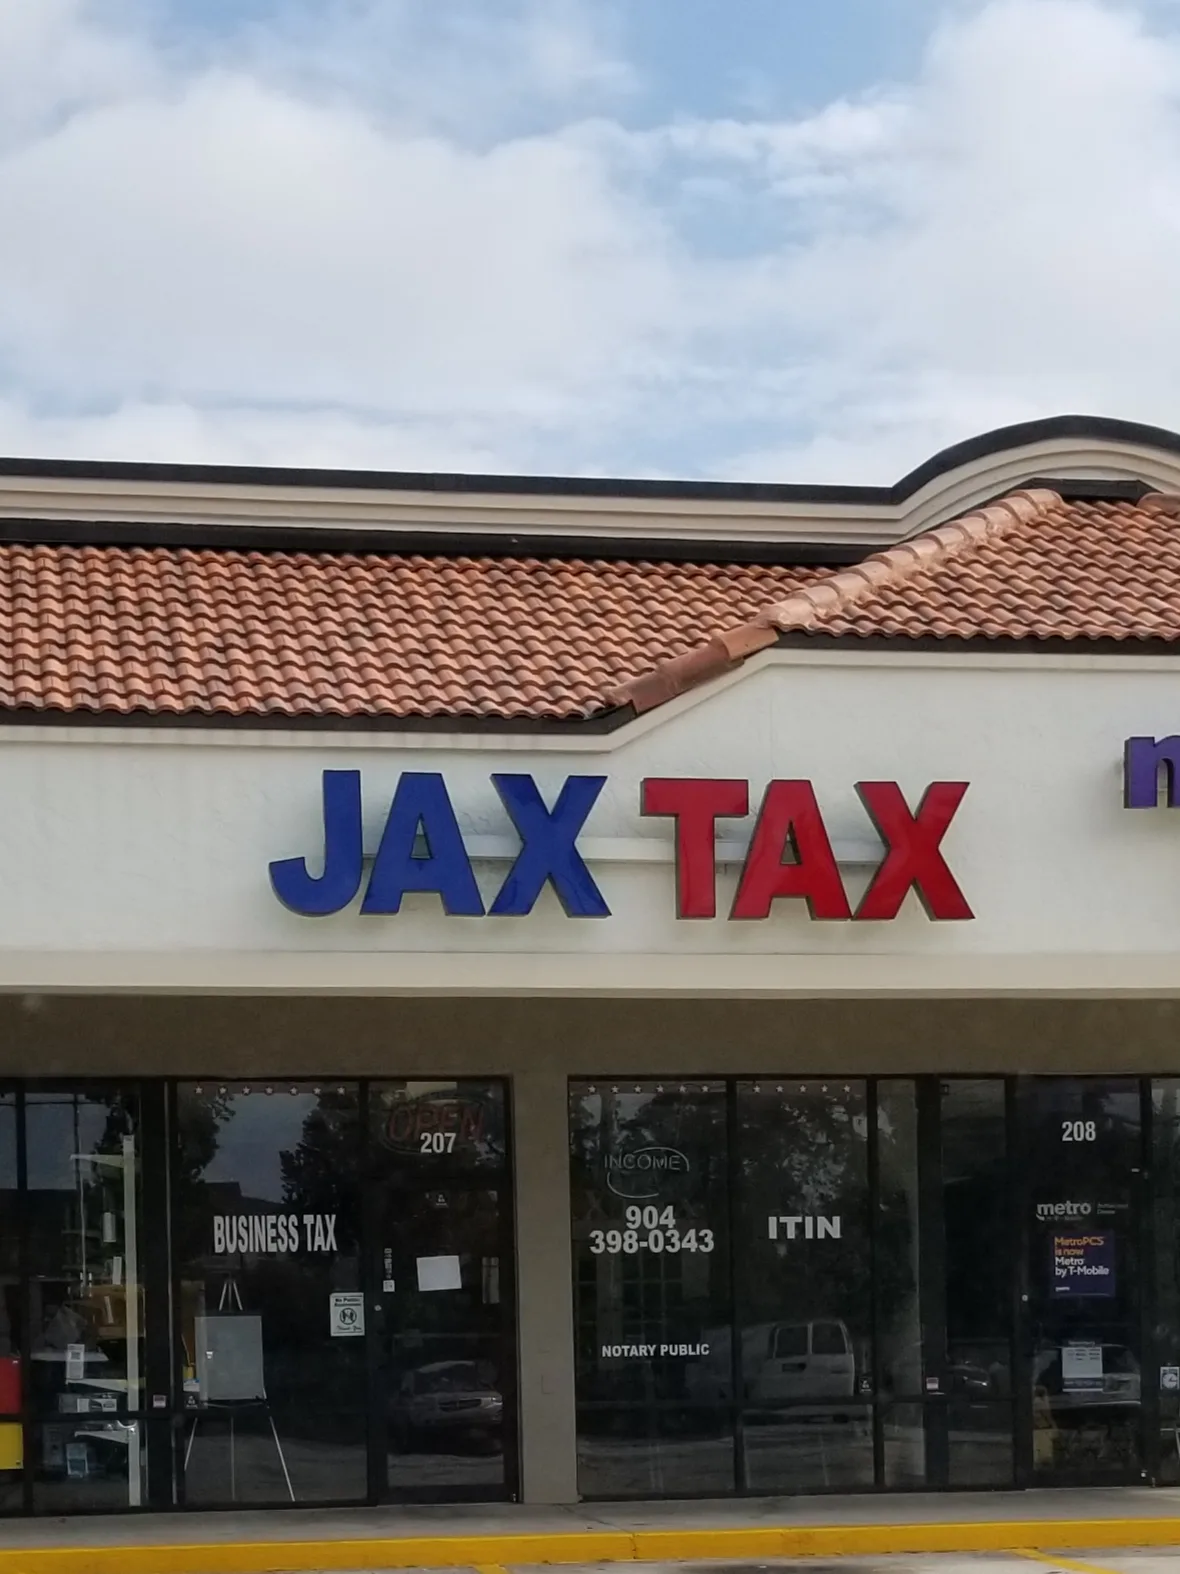 JAX TAX
OPEN
207
BUSINESS TAX
INCOME
904
398-0343
NOTARY PUBLIC
ITIN
208
metro
MetroPCS
is now
Metro
by T-Mobile